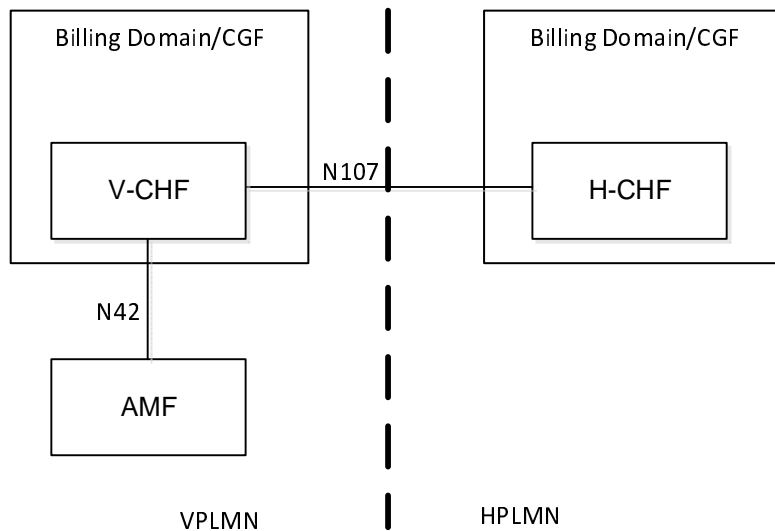 Billing Domain/CGF
Billing Domain/CGF
V-CHF
N107
H-CHF
N42
AMF
VPLMN
HPLMN